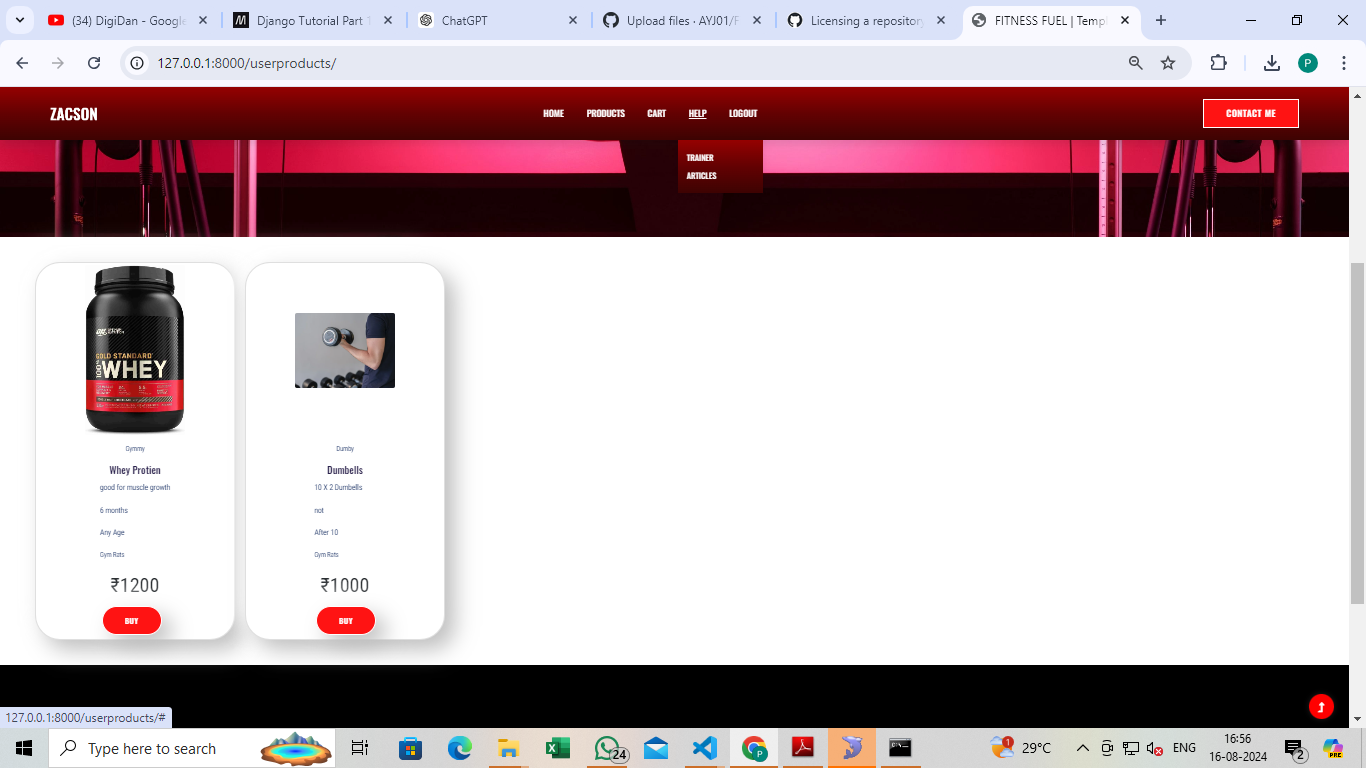 (34) DigiDan - Google
Django Tutorial Part 1
ChatGPT
Upload files · AYJ01/F
Licensing a repository
FITNESS FUEL | Templ
127.0.0.1:8000/userproducts/
P
ZACSON
HOME
PRODUCTS
CART
HELP
LOGOUT
CONTACT ME
TRAINER
ARTICLES
GOLD STANDARD
100% WHEY
Gymmy
Whey Protien
good for muscle growth
6 months
Any Age
Gym Rats
₹1200
BUY
Dumby
Dumbells
10 X 2 Dumbells
not
After 10
Gym Rats
₹1000
BUY
127.0.0.1:8000/userproducts/#
Type here to search
24
P
1
29°C
ENG
16:56
16-08-2024
2
PRE